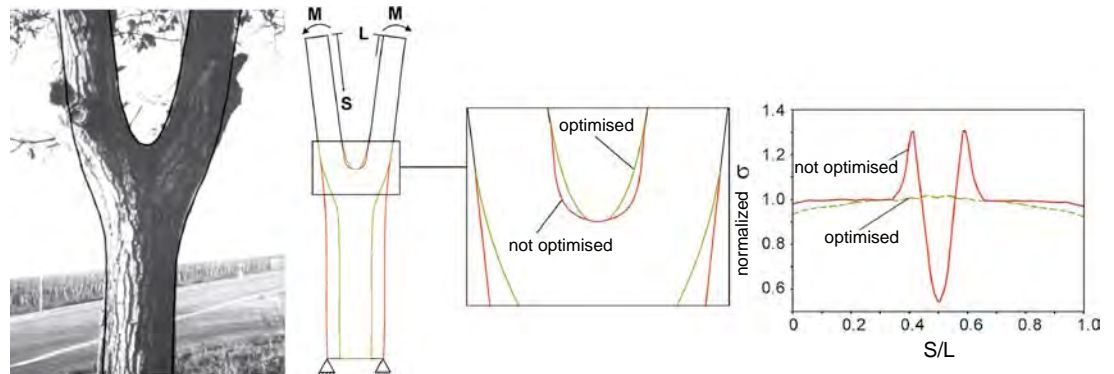 M M
L
S
optimised
not optimised
normalized σ
1.4
1.2
1.0
0.8
0.6
not optimised
optimised
0 0.2 0.4 0.6 0.8 1.0
S/L